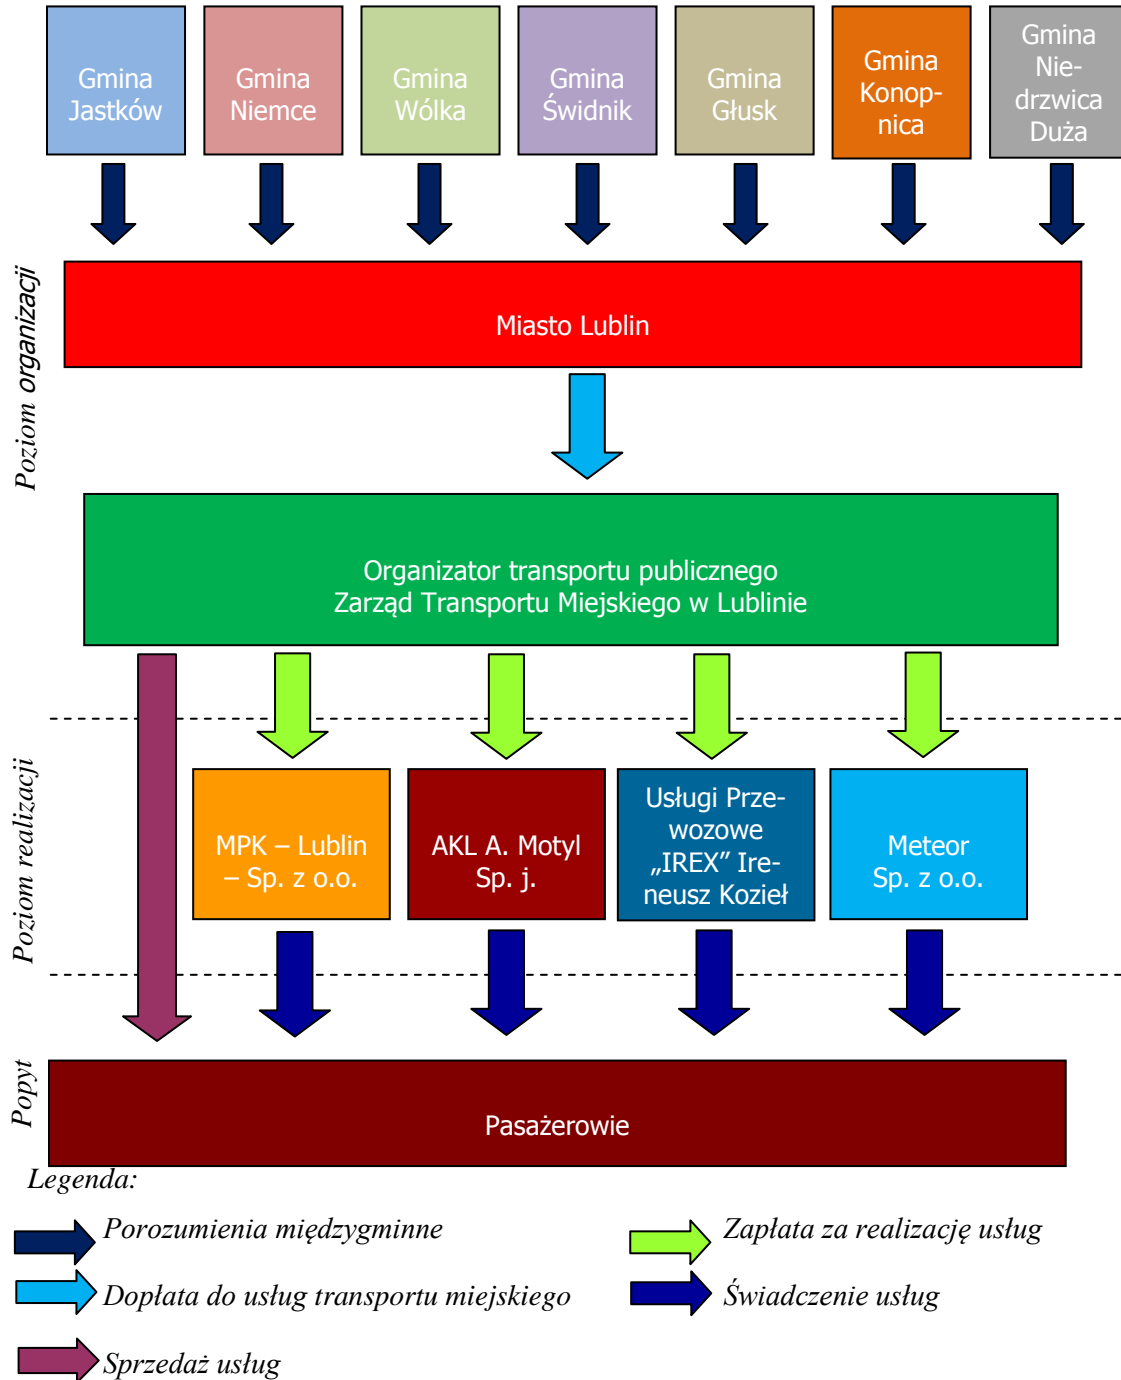 Gmina
Jastków
Gmina
Niemce
Gmina
Wólka
Gmina
Świdnik
Gmina
Głusk
Gmina
Konop-
nica
Gmina
Nie-
drzwica
Duża
Poziom organizacji
Miasto Lublin
Organizator transportu publicznego
Zarząd Transportu Miejskiego w Lublinie
Poziom realizacji
MPK – Lublin
– Sp. z o.o.
AKL A. Motyl
Sp. j.
Usługi Prze-
wozowe
„IREX” Ire-
neusz Kozieł
Meteor
Sp. z o.o.
Popyt
Pasażerowie
Legenda:
Porozumienia międzygminne
Zapłata za realizację usług
Dopłata do usług transportu miejskiego
Świadczenie usług
Sprzedaż usług